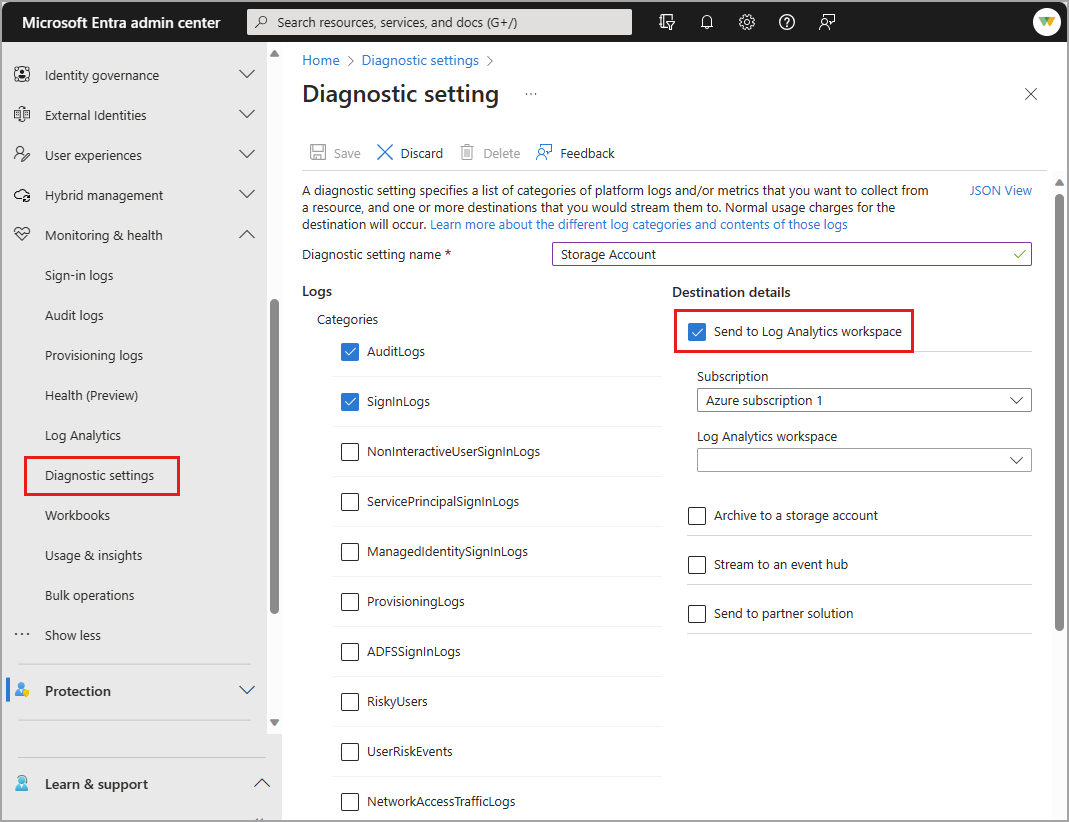 Microsoft Entra admin center
Search resources, services, and docs (G+/)
Identity governance
External Identities
User experiences
Hybrid management
Monitoring & health
Sign-in logs
Audit logs
Provisioning logs
Health (Preview)
Log Analytics
Diagnostic settings
Workbooks
Usage & insights
Bulk operations
Show less
Protection
Learn & support
Home > Diagnostic settings >
Diagnostic setting ...
Save Discard Delete Feedback
A diagnostic setting specifies a list of categories of platform logs and/or metrics that you want to collect from
a resource, and one or more destinations that you would stream them to. Normal usage charges for the
destination will occur. Learn more about the different log categories and contents of those logs
JSON View
Diagnostic setting name *
Storage Account
Logs
Categories
AuditLogs
SignInLogs
NonInteractiveUserSignInLogs
ServicePrincipalSignInLogs
ManagedIdentitySignInLogs
ProvisioningLogs
ADFSSignInLogs
RiskyUsers
UserRiskEvents
NetworkAccessTrafficLogs
Destination details
Send to Log Analytics workspace
Subscription
Azure subscription 1
Log Analytics workspace
Archive to a storage account
Stream to an event hub
Send to partner solution